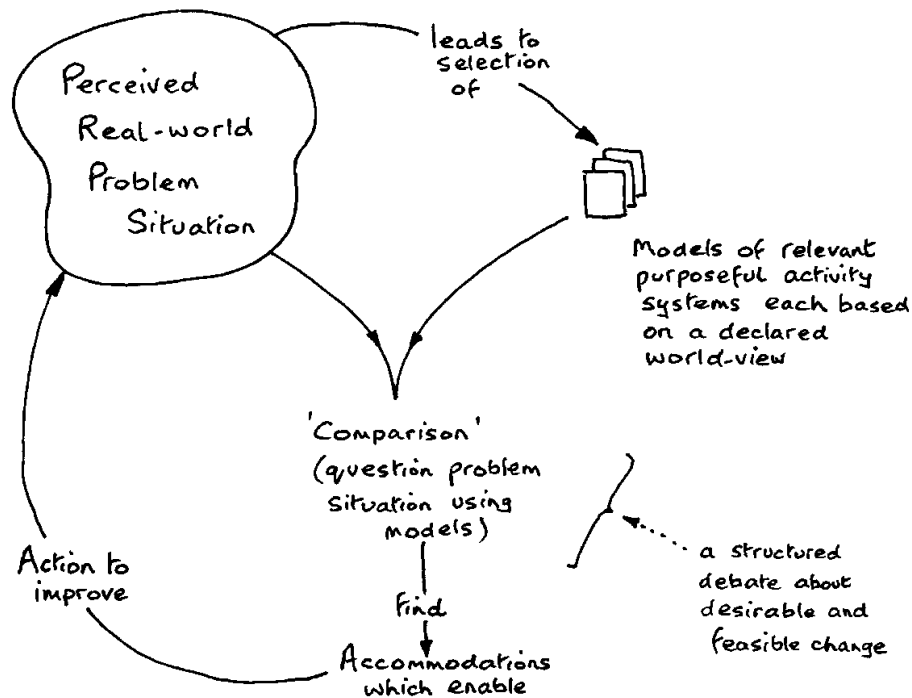 Perceived
Real-world
Problem
Situation
leads to
selection
of
Models of relevant
purposeful activity
systems each based
on a declared
world-view
'Comparison'
(question problem
situation using
models)
find
Accommodations
which enable
a structured
debate about
desirable and
feasible change
Action to
improve